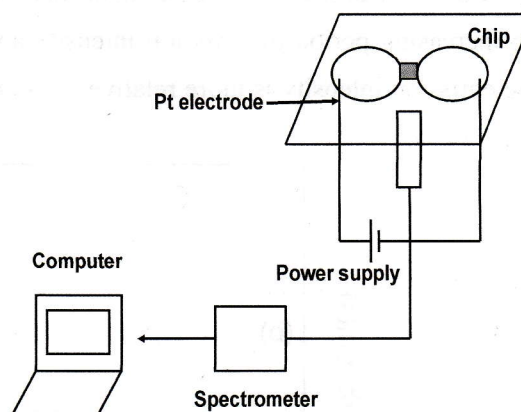 Chip
Pt electrode
Power supply
Computer
Spectrometer